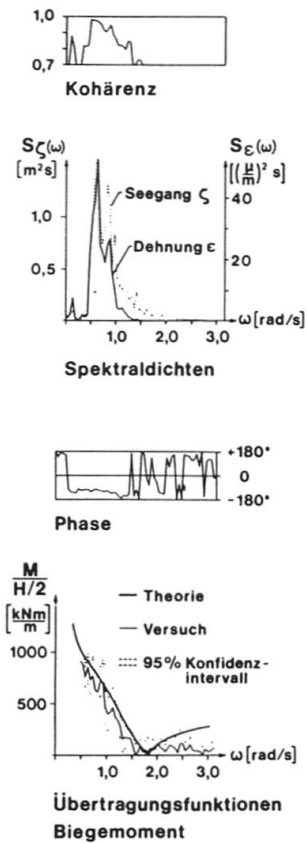 1,0
0,7
Kohärenz
Sζ(ω) Sε(ω)
[m²s] [(μ/m)² s]
Seegang ζ
1,0
40
Dehnung ε
0,5
20
1,0 2,0 3,0 ω[rad/s]
Spektraldichten
+180°
0
-180°
Phase
M
H/2
[kNm/m]
Theorie
Versuch
95% Konfidenz-
intervall
1000
500
1,0 2,0 3,0 ω[rad/s]
Übertragungsfunktionen
Biegemoment